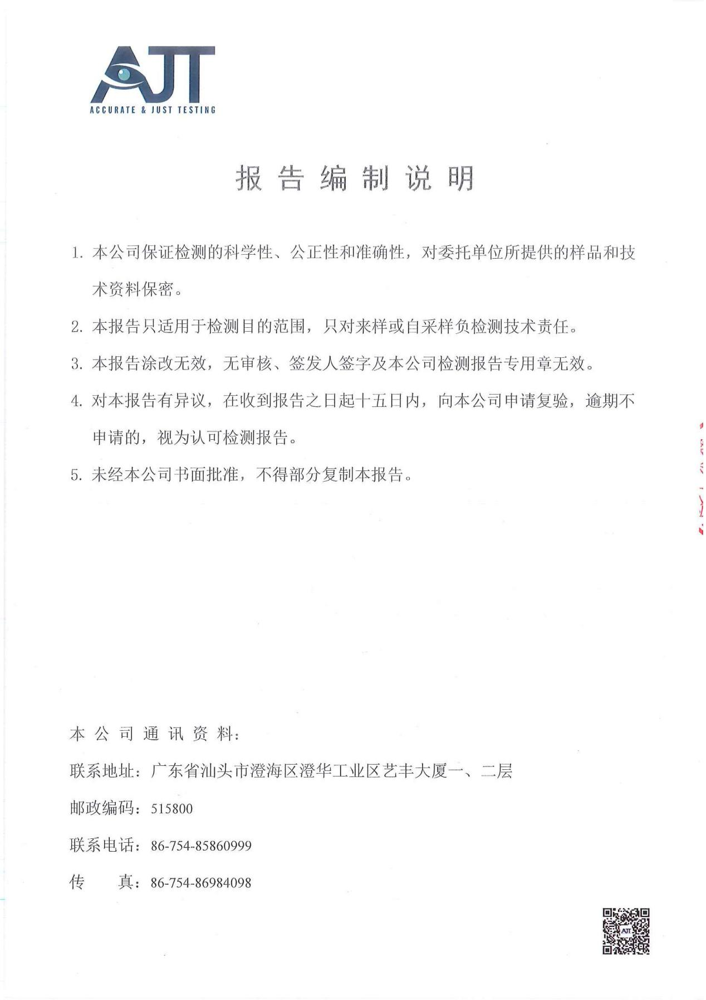 AJT
ACCURATE & JUST TESTING
报告编制说明
1. 本公司保证检测的科学性、公正性和准确性，对委托单位所提供的样品和技
术资料保密。
2. 本报告只适用于检测目的范围，只对来样或自采样负检测技术责任。
3. 本报告涂改无效，无审核、签发人签字及本公司检测报告专用章无效。
4. 对本报告有异议，在收到报告之日起十五日内，向本公司申请复验，逾期不
申请的，视为认可检测报告。
5. 未经本公司书面批准，不得部分复制本报告。
本公司通讯资料：
联系地址：广东省汕头市澄海区澄华工业区艺丰大厦一、二层
邮政编码：515800
联系电话：86-754-85860999
传　　真：86-754-86984098
AJT